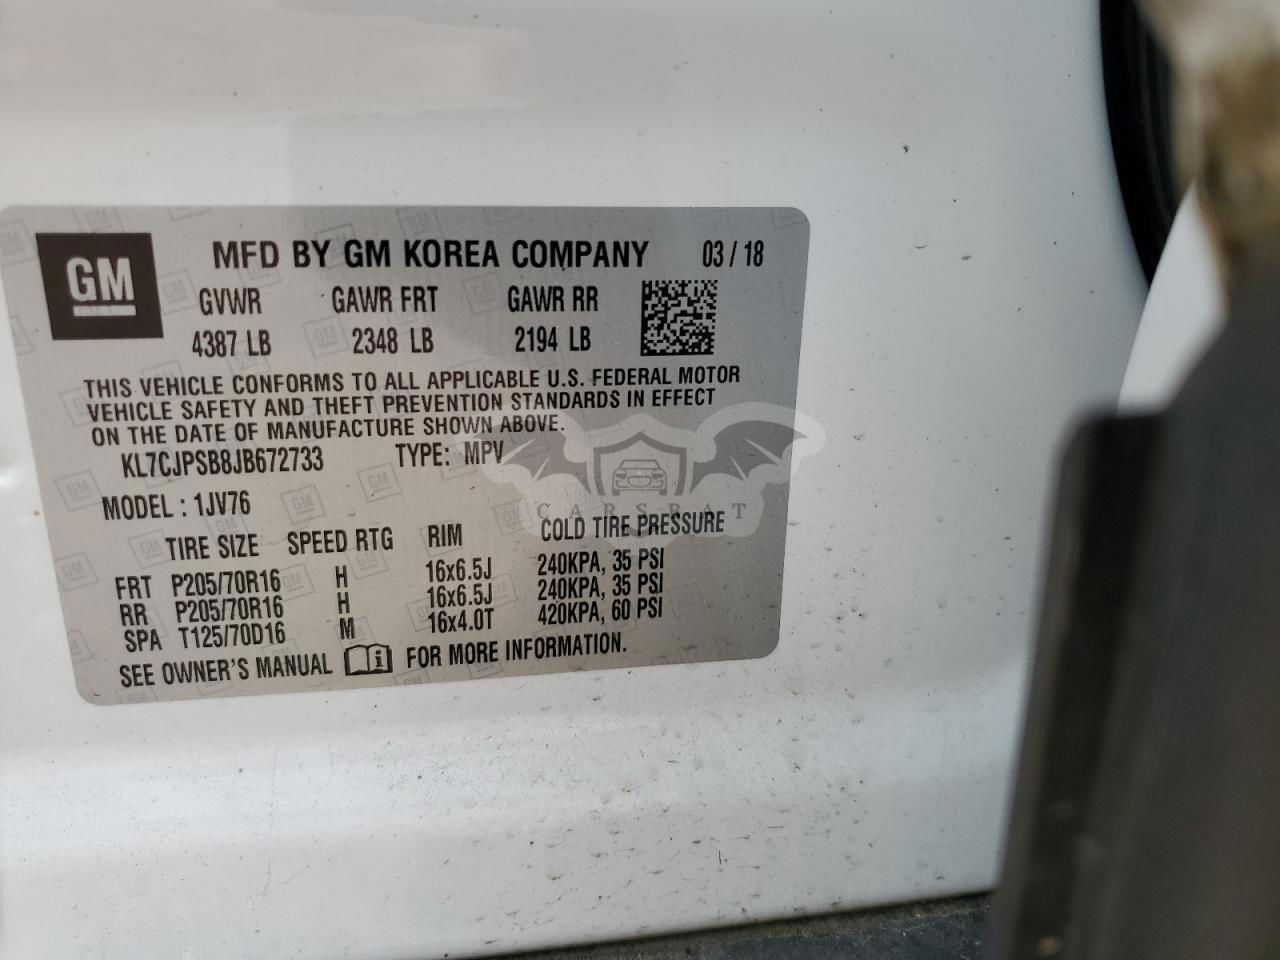 GM
MFD BY GM KOREA COMPANY 03 / 18
GVWR GAWR FRT GAWR RR
4387 LB 2348 LB 2194 LB
THIS VEHICLE CONFORMS TO ALL APPLICABLE U.S. FEDERAL MOTOR
VEHICLE SAFETY AND THEFT PREVENTION STANDARDS IN EFFECT
ON THE DATE OF MANUFACTURE SHOWN ABOVE.
KL7CJPSB8JB672733 TYPE: MPV
CARSBAT
MODEL : 1JV76
TIRE SIZE SPEED RTG RIM COLD TIRE PRESSURE
FRT P205/70R16 H 16x6.5J 240KPA, 35 PSI
RR P205/70R16 H 16x6.5J 240KPA, 35 PSI
SPA T125/70D16 M 16x4.0T 420KPA, 60 PSI
SEE OWNER'S MANUAL FOR MORE INFORMATION.